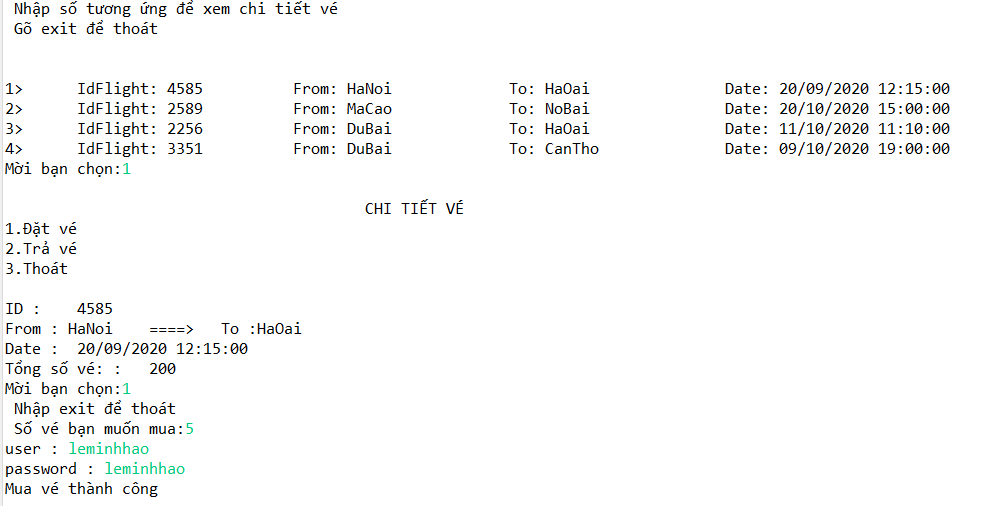 Nhập số tương ứng để xem chi tiết vé
Gõ exit để thoát
1> IdFlight: 4585 From: HaNoi To: HaOai Date: 20/09/2020 12:15:00
2> IdFlight: 2589 From: MaCao To: NoBai Date: 20/10/2020 15:00:00
3> IdFlight: 2256 From: DuBai To: HaOai Date: 11/10/2020 11:10:00
4> IdFlight: 3351 From: DuBai To: CanTho Date: 09/10/2020 19:00:00
Mời bạn chọn:1
CHI TIẾT VÉ
1.Đặt vé
2.Trả vé
3.Thoát
ID : 4585
From : HaNoi ====> To :HaOai
Date : 20/09/2020 12:15:00
Tổng số vé: : 200
Mời bạn chọn:1
Nhập exit để thoát
Số vé bạn muốn mua:5
user : leminhhao
password : leminhhao
Mua vé thành công